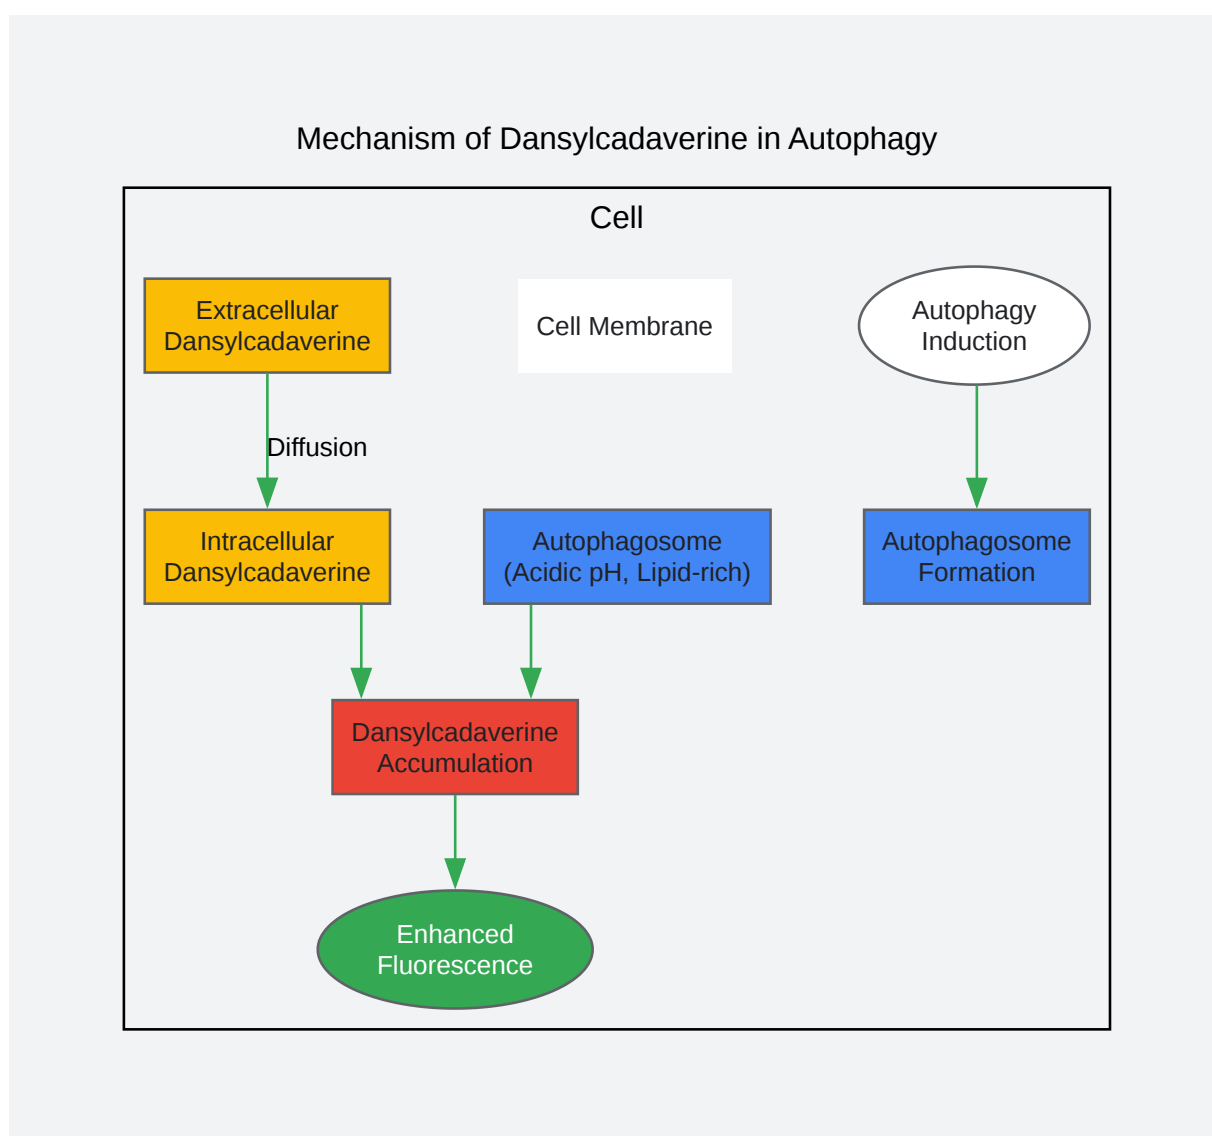 Mechanism of Dansylcadaverine in Autophagy
Cell
Extracellular
Dansylcadaverine
Cell Membrane
Autophagy
Induction
Diffusion
Intracellular
Dansylcadaverine
Autophagosome
(Acidic pH, Lipid-rich)
Autophagosome
Formation
Dansylcadaverine
Accumulation
Enhanced
Fluorescence